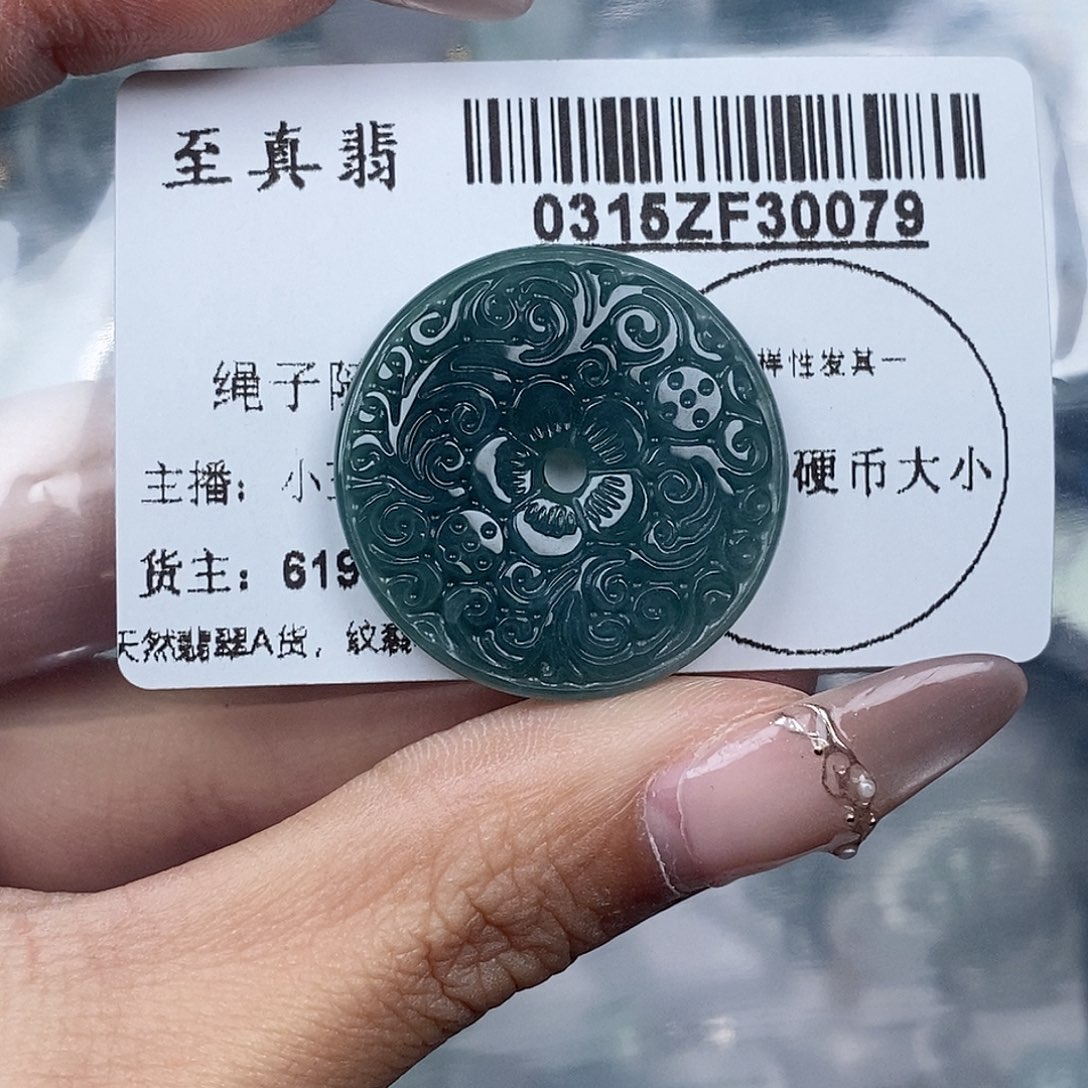 至真翡
0315ZF30079
绳子随
样性发其一
主播：小
硬币大小
货主：619
天然翡翠A货，纹裂